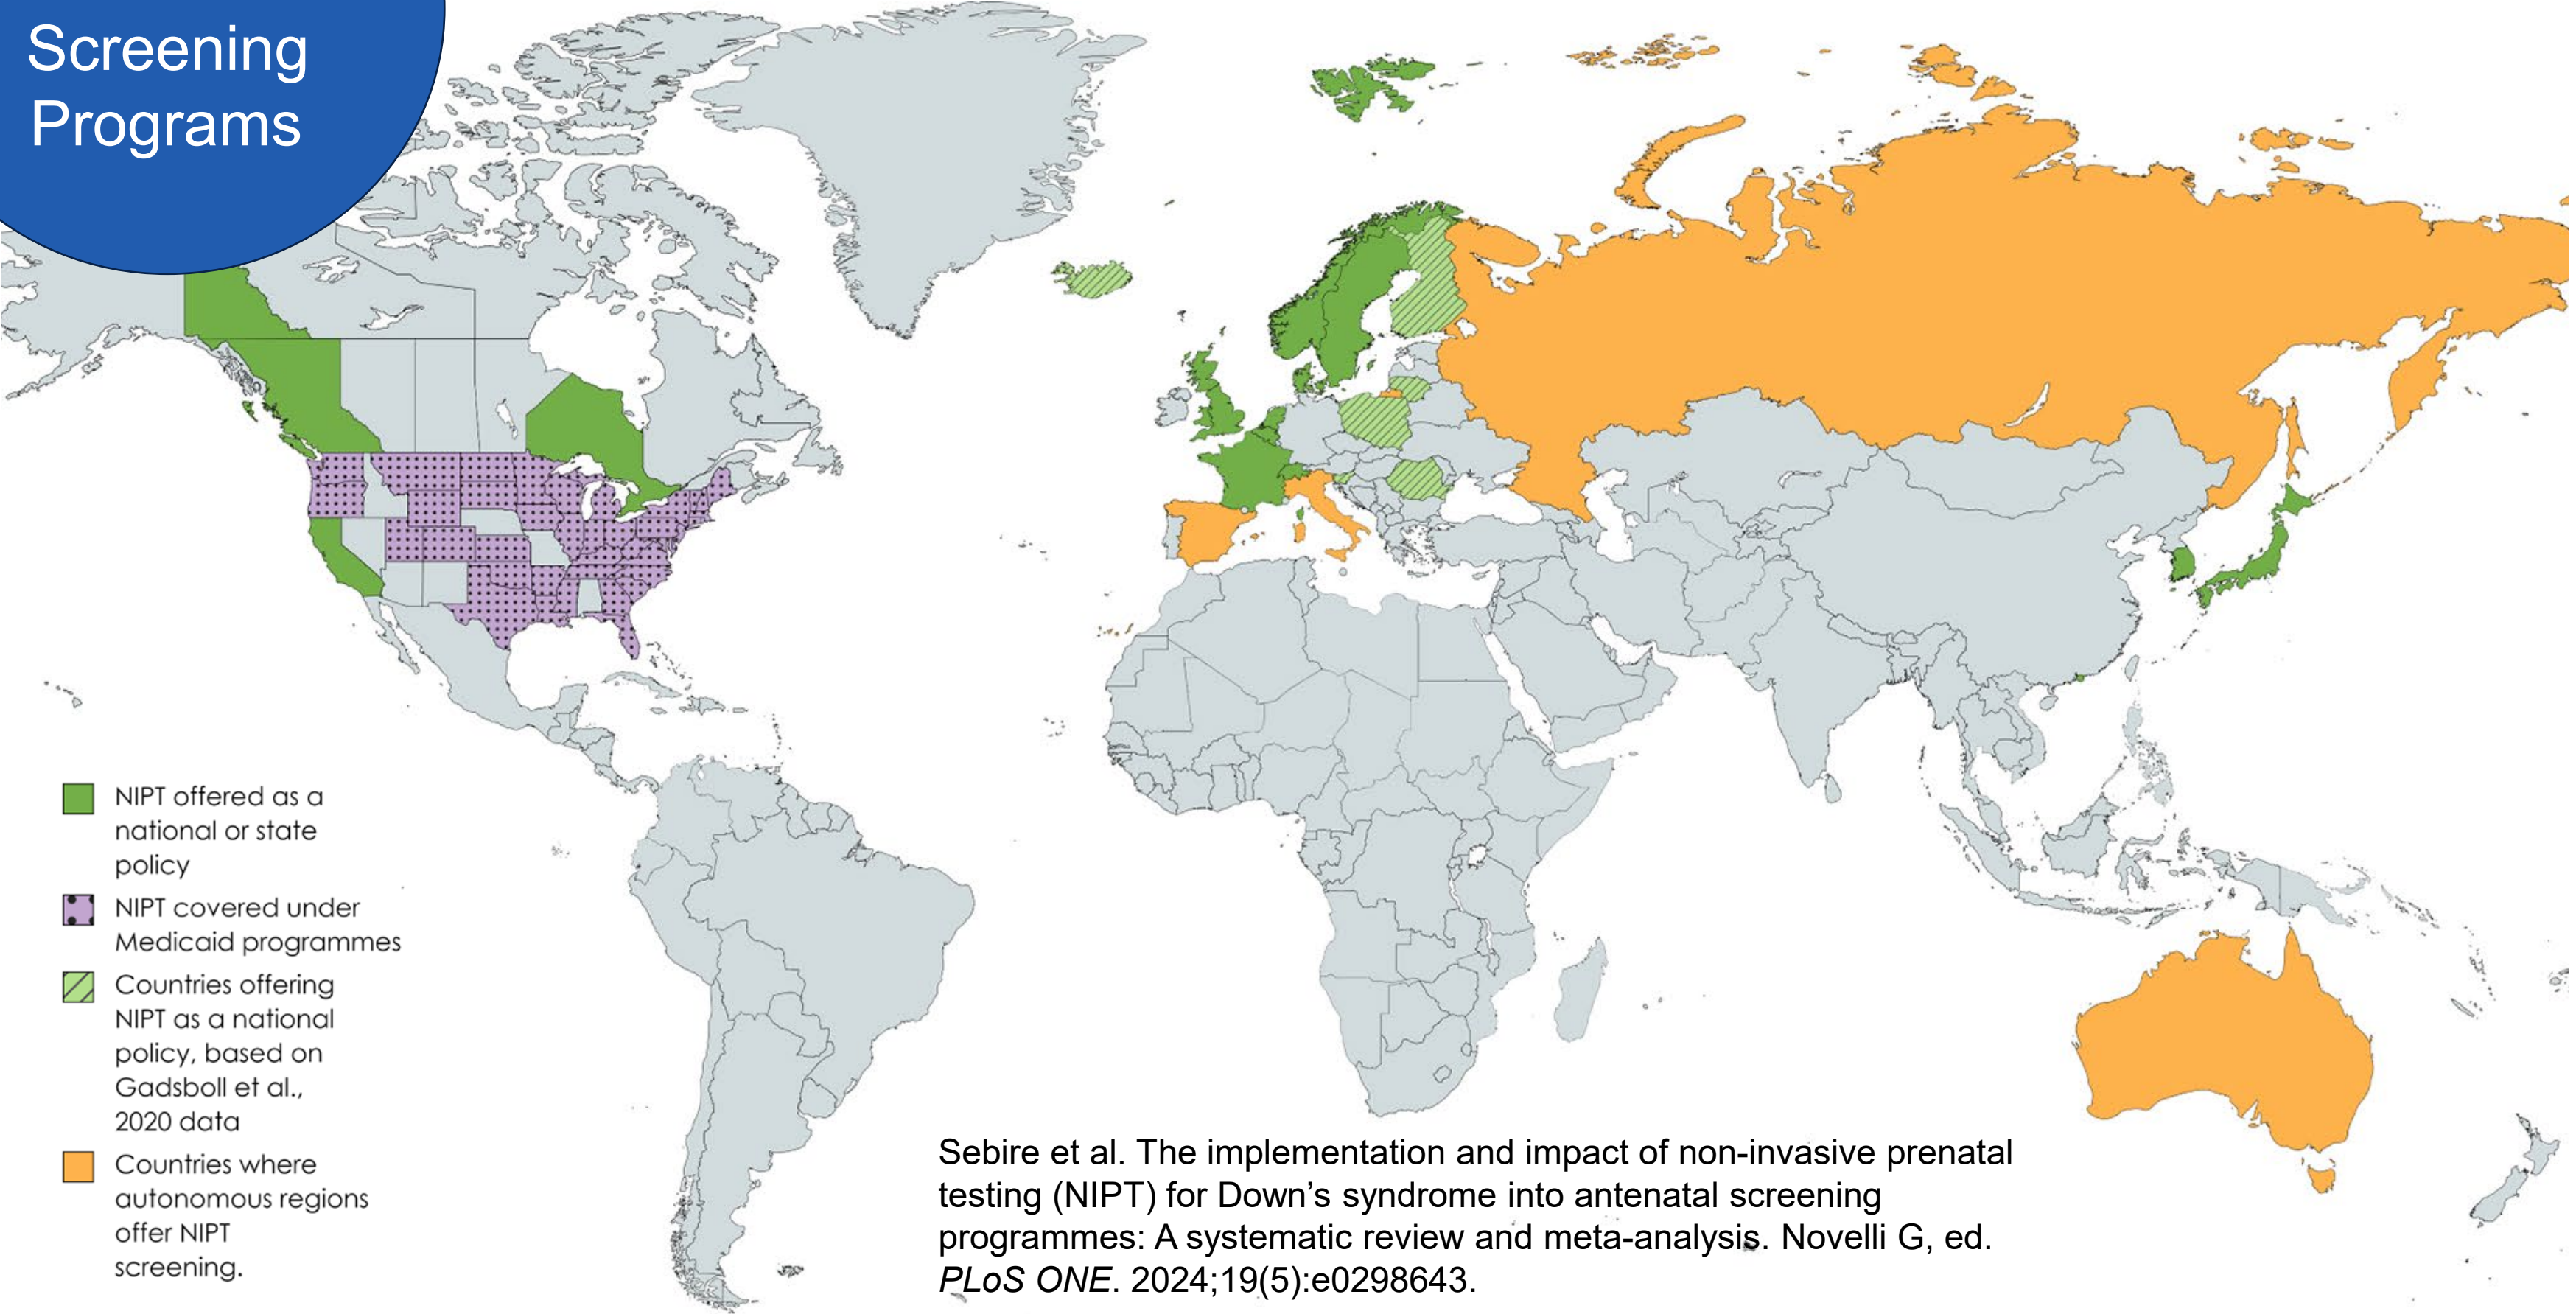 Screening
Programs
NIPT offered as a
national or state
policy
NIPT covered under
Medicaid programmes
Countries offering
NIPT as a national
policy, based on
Gadsboll et al.,
2020 data
Countries where
autonomous regions
offer NIPT
screening.
Sebire et al. The implementation and impact of non-invasive prenatal
testing (NIPT) for Down’s syndrome into antenatal screening
programmes: A systematic review and meta-analysis. Novelli G, ed.
PLoS ONE. 2024;19(5):e0298643.